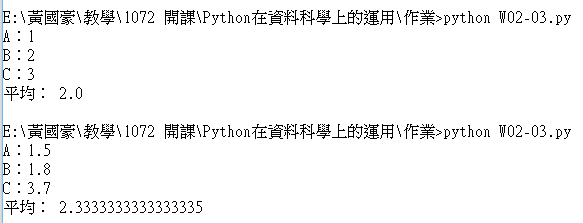 E:\黃國豪\教學\1072 開課\Python在資料科學上的運用\作業>python W02-03.py
A：1
B：2
C：3
平均： 2.0
E:\黃國豪\教學\1072 開課\Python在資料科學上的運用\作業>python W02-03.py
A：1.5
B：1.8
C：3.7
平均： 2.3333333333333335